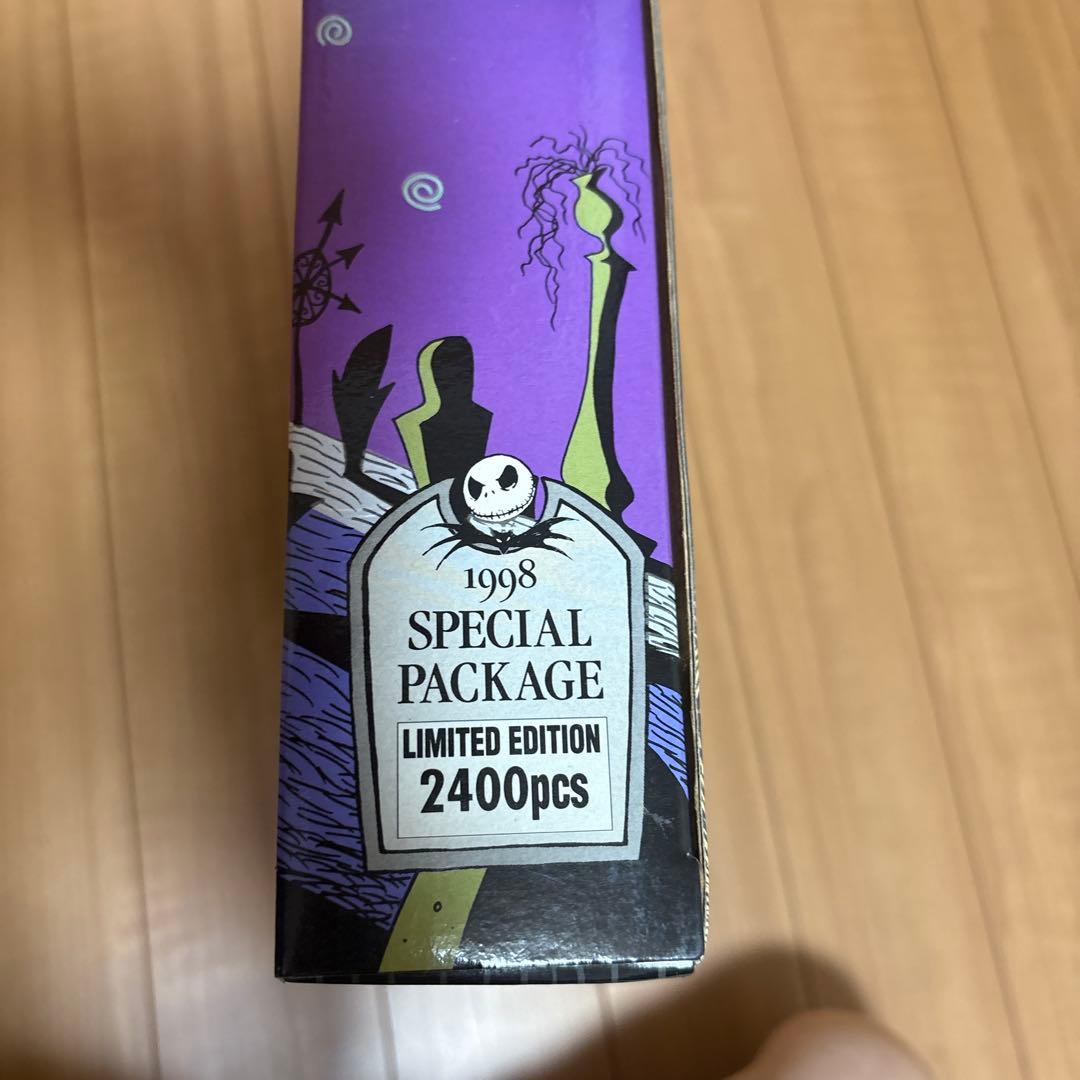 1998
SPECIAL
PACKAGE
LIMITED EDITION
2400pcs